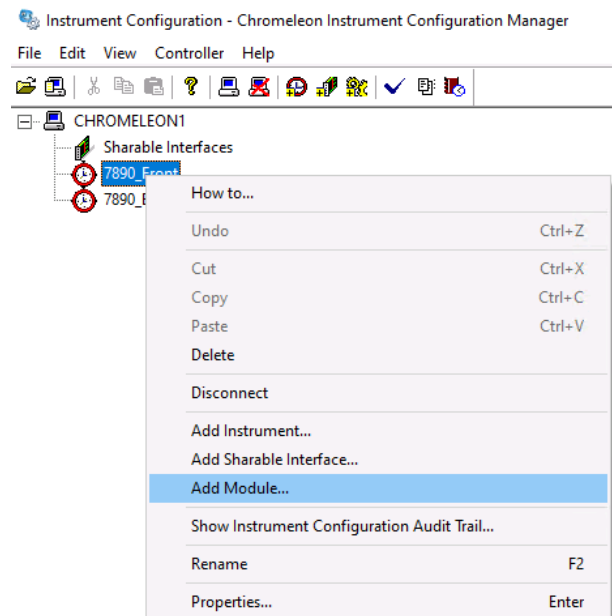 Instrument Configuration - Chromeleon Instrument Configuration Manager
File Edit View Controller Help
CHROMELEON1
Sharable Interfaces
7890_Front
7890_
How to...
Undo Ctrl+Z
Cut Ctrl+X
Copy Ctrl+C
Paste Ctrl+V
Delete
Disconnect
Add Instrument...
Add Sharable Interface...
Add Module...
Show Instrument Configuration Audit Trail...
Rename F2
Properties... Enter